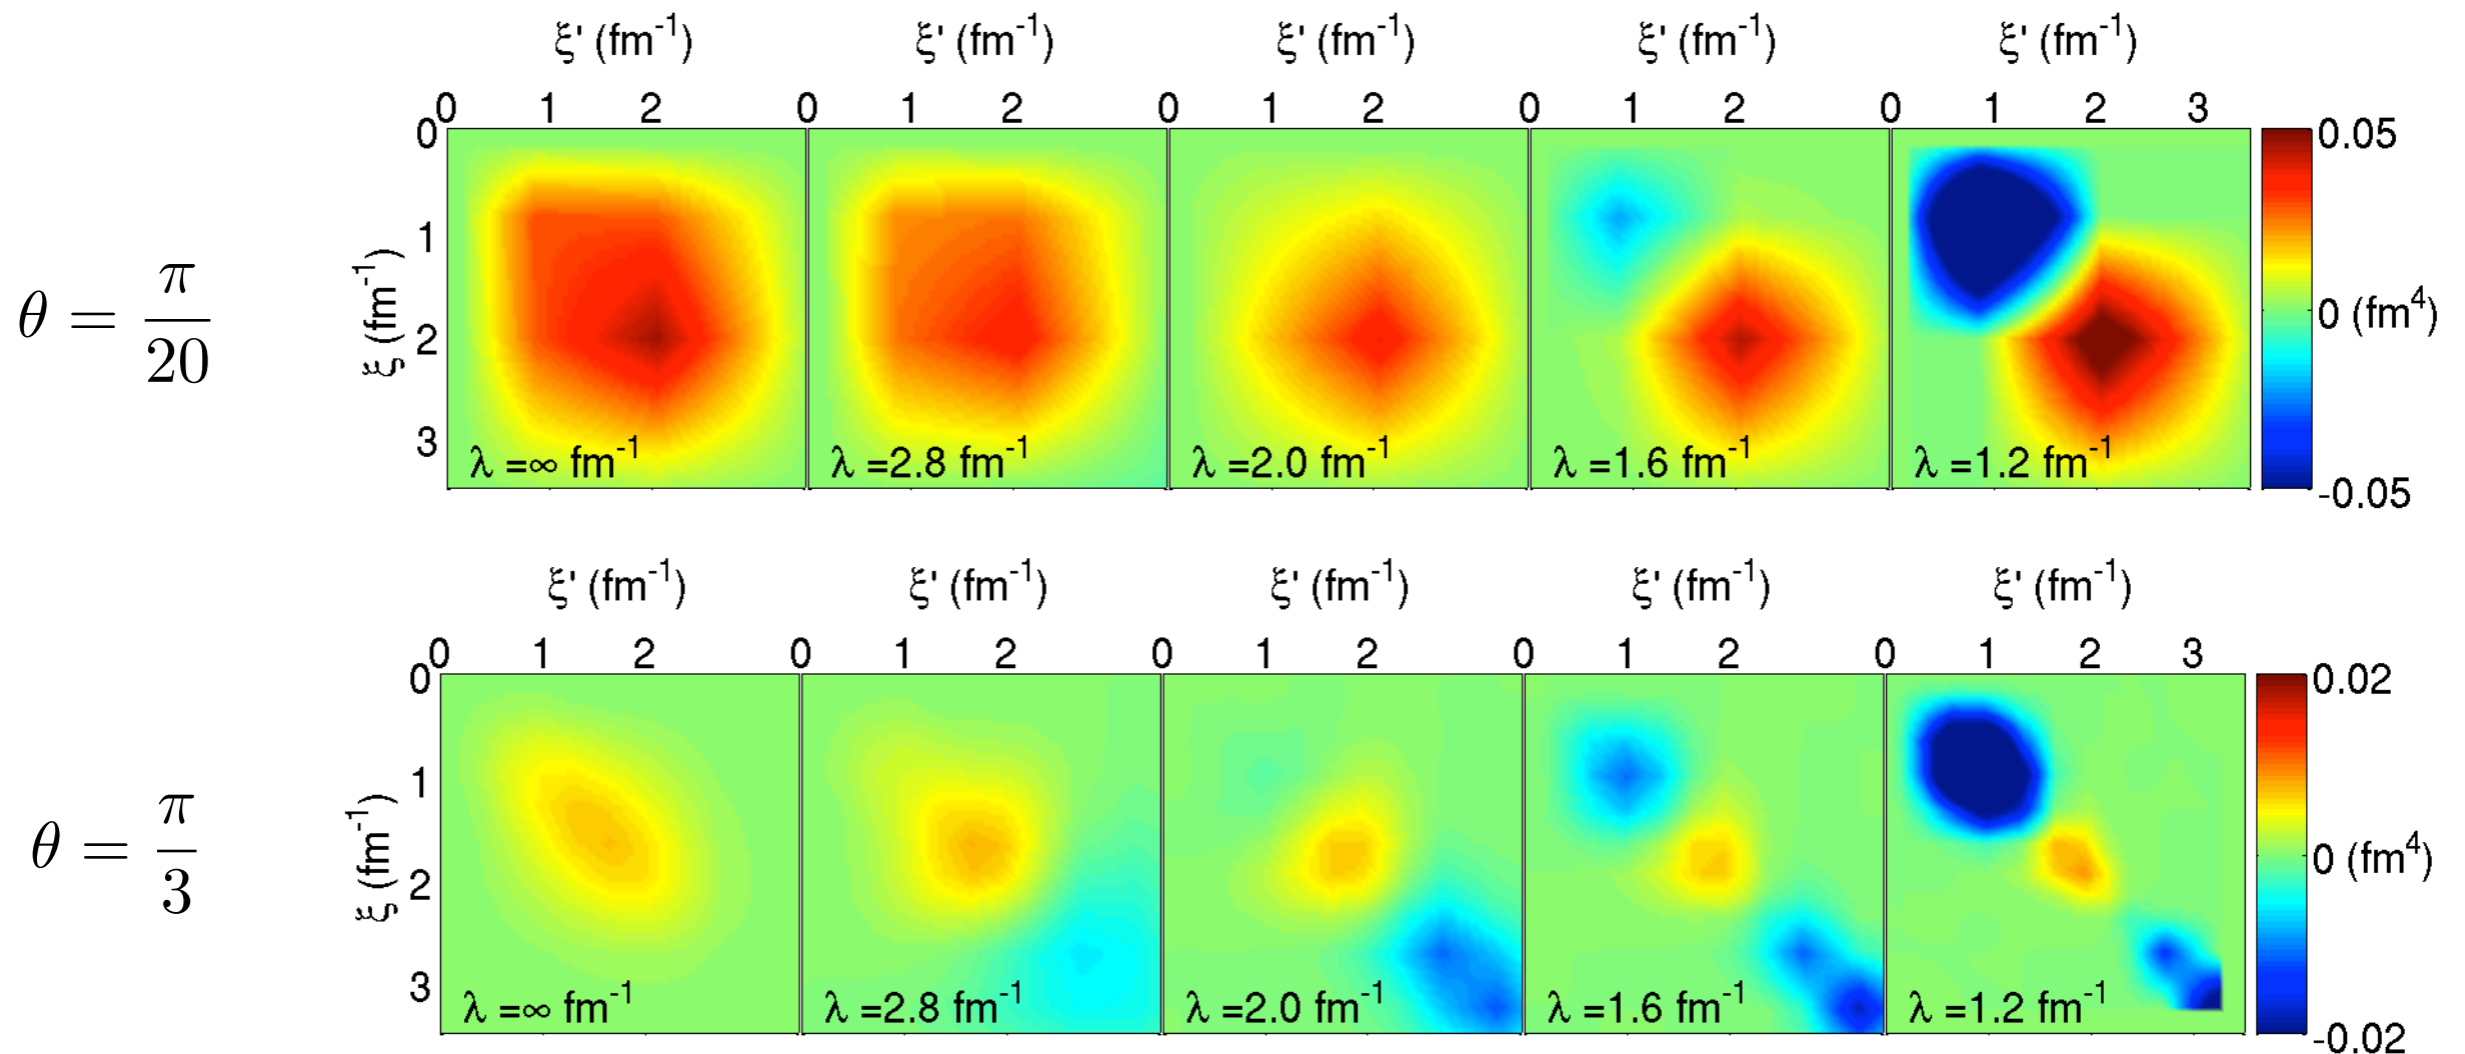 ξ' (fm⁻¹) ξ' (fm⁻¹) ξ' (fm⁻¹) ξ' (fm⁻¹) ξ' (fm⁻¹)
0 1 2 0 1 2 0 1 2 0 1 2 0 1 2 3
θ = π/20
ξ (fm⁻¹)
0
1
2
3
λ =∞ fm⁻¹ λ =2.8 fm⁻¹ λ =2.0 fm⁻¹ λ =1.6 fm⁻¹ λ =1.2 fm⁻¹
0.05
0 (fm⁴)
-0.05
ξ' (fm⁻¹) ξ' (fm⁻¹) ξ' (fm⁻¹) ξ' (fm⁻¹) ξ' (fm⁻¹)
0 1 2 0 1 2 0 1 2 0 1 2 0 1 2 3
θ = π/3
ξ (fm⁻¹)
0
1
2
3
λ =∞ fm⁻¹ λ =2.8 fm⁻¹ λ =2.0 fm⁻¹ λ =1.6 fm⁻¹ λ =1.2 fm⁻¹
0.02
0 (fm⁴)
-0.02